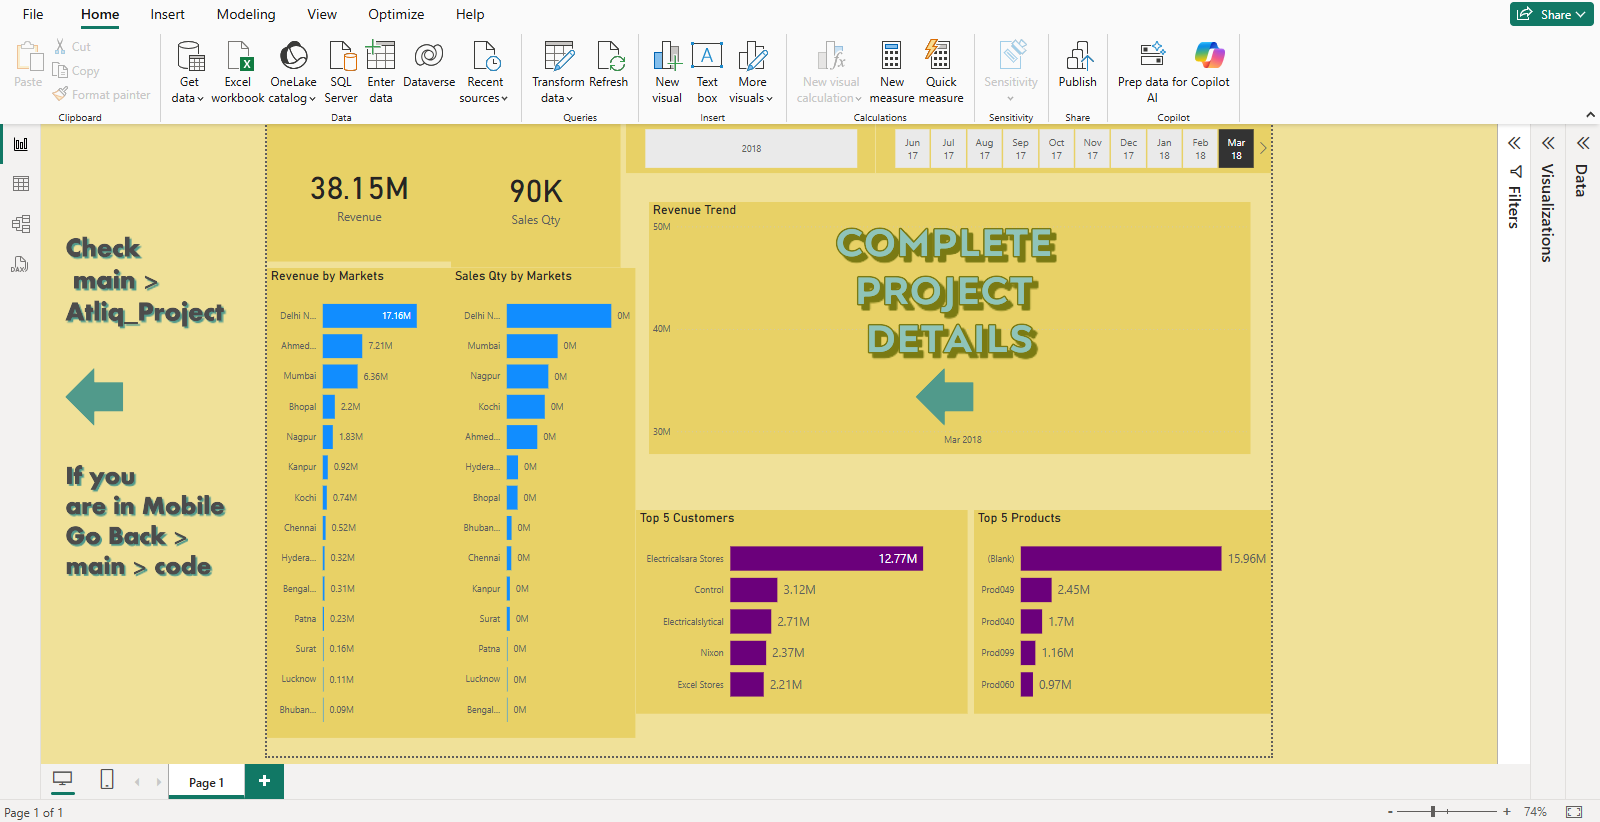 File Home Insert Modeling View Optimize Help
Share
Paste
Cut
Copy
Format painter
Clipboard
Get data
Excel workbook
OneLake catalog
SQL Server
Enter data
Dataverse
Recent sources
Data
Transform data
Refresh
Queries
New visual
Text box
More visuals
Insert
New visual calculation
New measure
Quick measure
Calculations
Sensitivity
Sensitivity
Publish
Share
Prep data for AI
Copilot
Copilot
2018
Jun 17
Jul 17
Aug 17
Sep 17
Oct 17
Nov 17
Dec 17
Jan 18
Feb 18
Mar 18
38.15M
Revenue
90K
Sales Qty
Check
main >
Atliq_Project
If you
are in Mobile
Go Back >
main > code
Revenue by Markets
Delhi N... 17.16M
Ahmed... 7.21M
Mumbai 6.36M
Bhopal 2.2M
Nagpur 1.83M
Kanpur 0.92M
Kochi 0.74M
Chennai 0.52M
Hydera... 0.32M
Bengal... 0.31M
Patna 0.23M
Surat 0.16M
Lucknow 0.11M
Bhuban... 0.09M
Sales Qty by Markets
Delhi N... 0M
Mumbai 0M
Nagpur 0M
Kochi 0M
Ahmed... 0M
Hydera... 0M
Bhopal 0M
Bhuban... 0M
Chennai 0M
Kanpur 0M
Surat 0M
Patna 0M
Lucknow 0M
Bengal... 0M
Revenue Trend
50M
40M
30M
Mar 2018
COMPLETE
PROJECT
DETAILS
Top 5 Customers
Electricalsara Stores 12.77M
Control 3.12M
Electricalslytical 2.71M
Nixon 2.37M
Excel Stores 2.21M
Top 5 Products
(Blank) 15.96M
Prod049 2.45M
Prod040 1.7M
Prod099 1.16M
Prod060 0.97M
Filters
Visualizations
Data
DAX
Page 1
+
Page 1 of 1
- + 74%